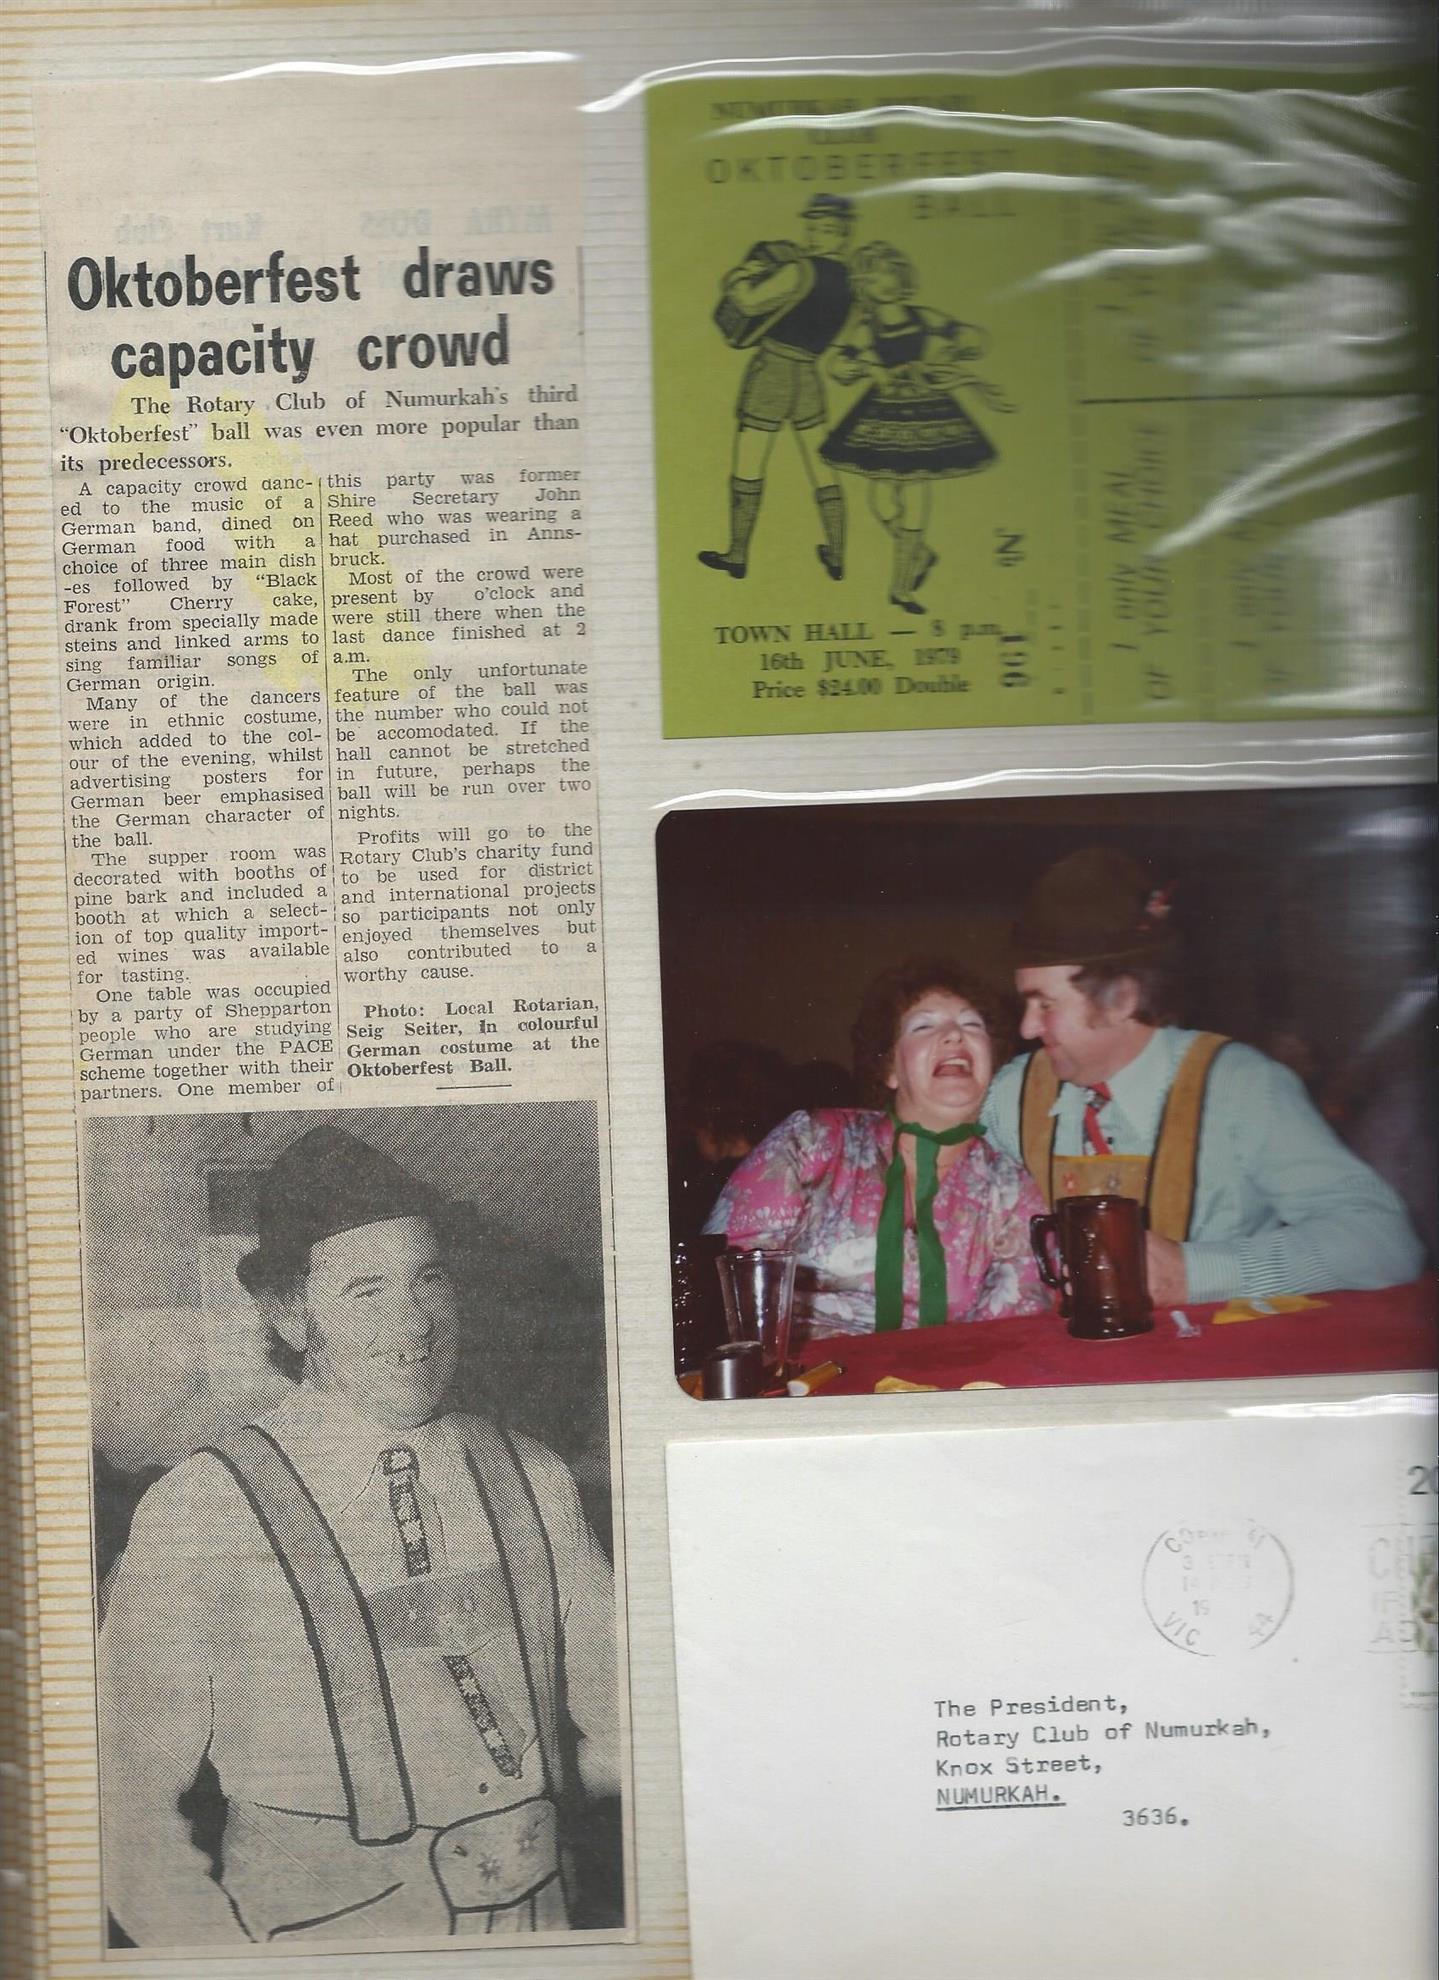 Oktoberfest draws
capacity crowd
The Rotary Club of Numurkah's third
"Oktoberfest" ball was even more popular than
its predecessors.
A capacity crowd danc-
ed to the music of a
German band, dined on
German food with a
choice of three main dish
-es followed by "Black
Forest" Cherry cake,
drank from specially made
steins and linked arms to
sing familiar songs of
German origin.
Many of the dancers
were in ethnic costume,
which added to the col-
our of the evening, whilst
advertising posters for
German beer emphasised
the German character of
the ball.
The supper room was
decorated with booths of
pine bark and included a
booth at which a select-
ion of top quality import-
ed wines was available
for tasting.
One table was occupied
by a party of Shepparton
people who are studying
German under the PACE
scheme together with their
partners. One member of
this party was former
Shire Secretary John
Reed who was wearing a
hat purchased in Anns-
bruck.
Most of the crowd were
present by o'clock and
were still there when the
last dance finished at 2
a.m.
The only unfortunate
feature of the ball was
the number who could not
be accomodated. If the
hall cannot be stretched
in future, perhaps the
ball will be run over two
nights.
Profits will go to the
Rotary Club's charity fund
to be used for district
and international projects
so participants not only
enjoyed themselves but
also contributed to a
worthy cause.
Photo: Local Rotarian,
Seig Seiter, in colourful
German costume at the
Oktoberfest Ball.
NUMURKAH ROTARY
CLUB
OKTOBERFEST
BALL
TOWN HALL — 8 p.m.
16th JUNE, 1979
Price $24.00 Double
No 196
1 only MEAL
OF YOUR CHOICE
VIC
The President,
Rotary Club of Numurkah,
Knox Street,
NUMURKAH.
3636.